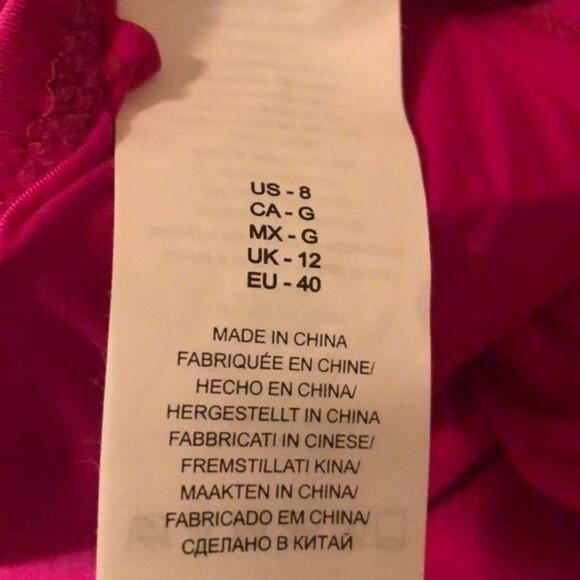 US - 8
CA - G
MX - G
UK - 12
EU - 40
MADE IN CHINA
FABRIQUÉE EN CHINE/
HECHO EN CHINA/
HERGESTELLT IN CHINA
FABBRICATI IN CINESE/
FREMSTILLATI KINA/
MAAKTEN IN CHINA/
FABRICADO EM CHINA/
СДЕЛАНО В КИТАЙ